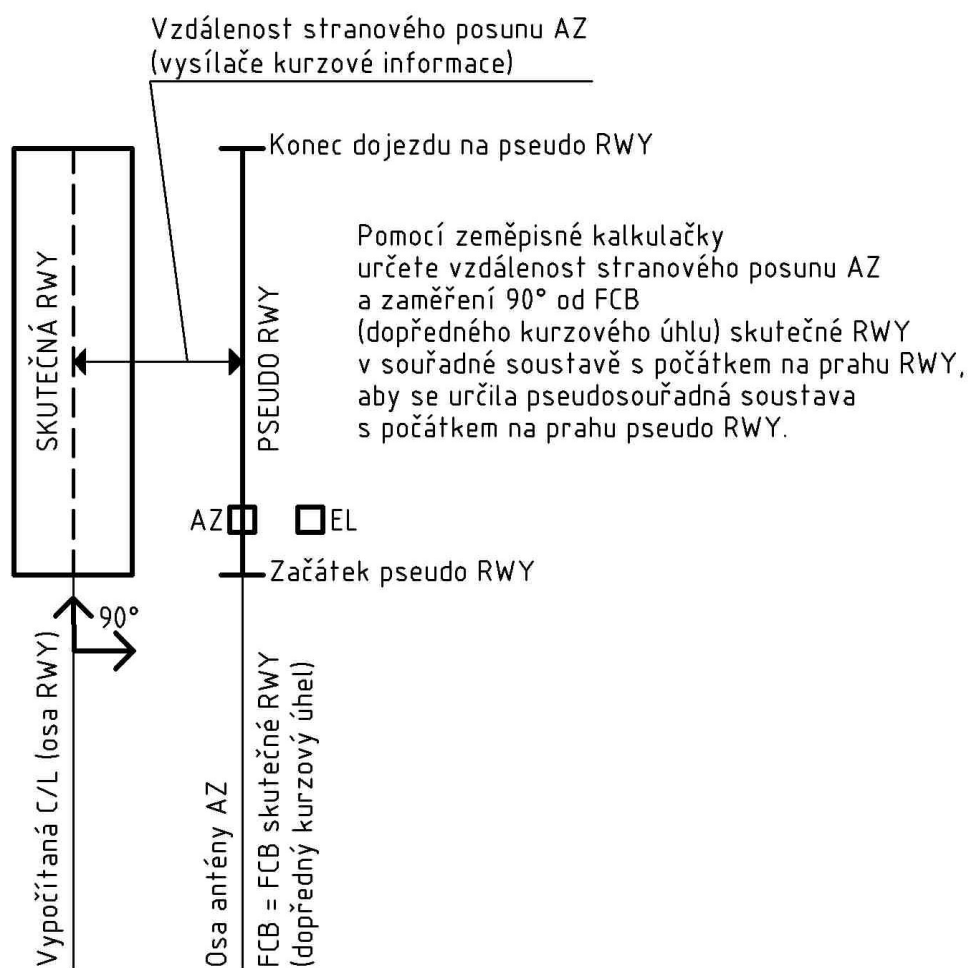 Vzdálenost stranového posunu AZ
(vysílače kurzové informace)
Konec dojezdu na pseudo RWY
SKUTEČNÁ RWY
PSEUDO RWY
Pomocí zeměpisné kalkulačky
určete vzdálenost stranového posunu AZ
a zaměření 90° od FCB
(dopředného kurzového úhlu) skutečné RWY
v souřadné soustavě s počátkem na prahu RWY,
aby se určila pseudosouřadná soustava
s počátkem na prahu pseudo RWY.
AZ
EL
Začátek pseudo RWY
90°
Vypočítaná C/L (osa RWY)
Osa antény AZ
FCB = FCB skutečné RWY
(dopředný kurzový úhel)